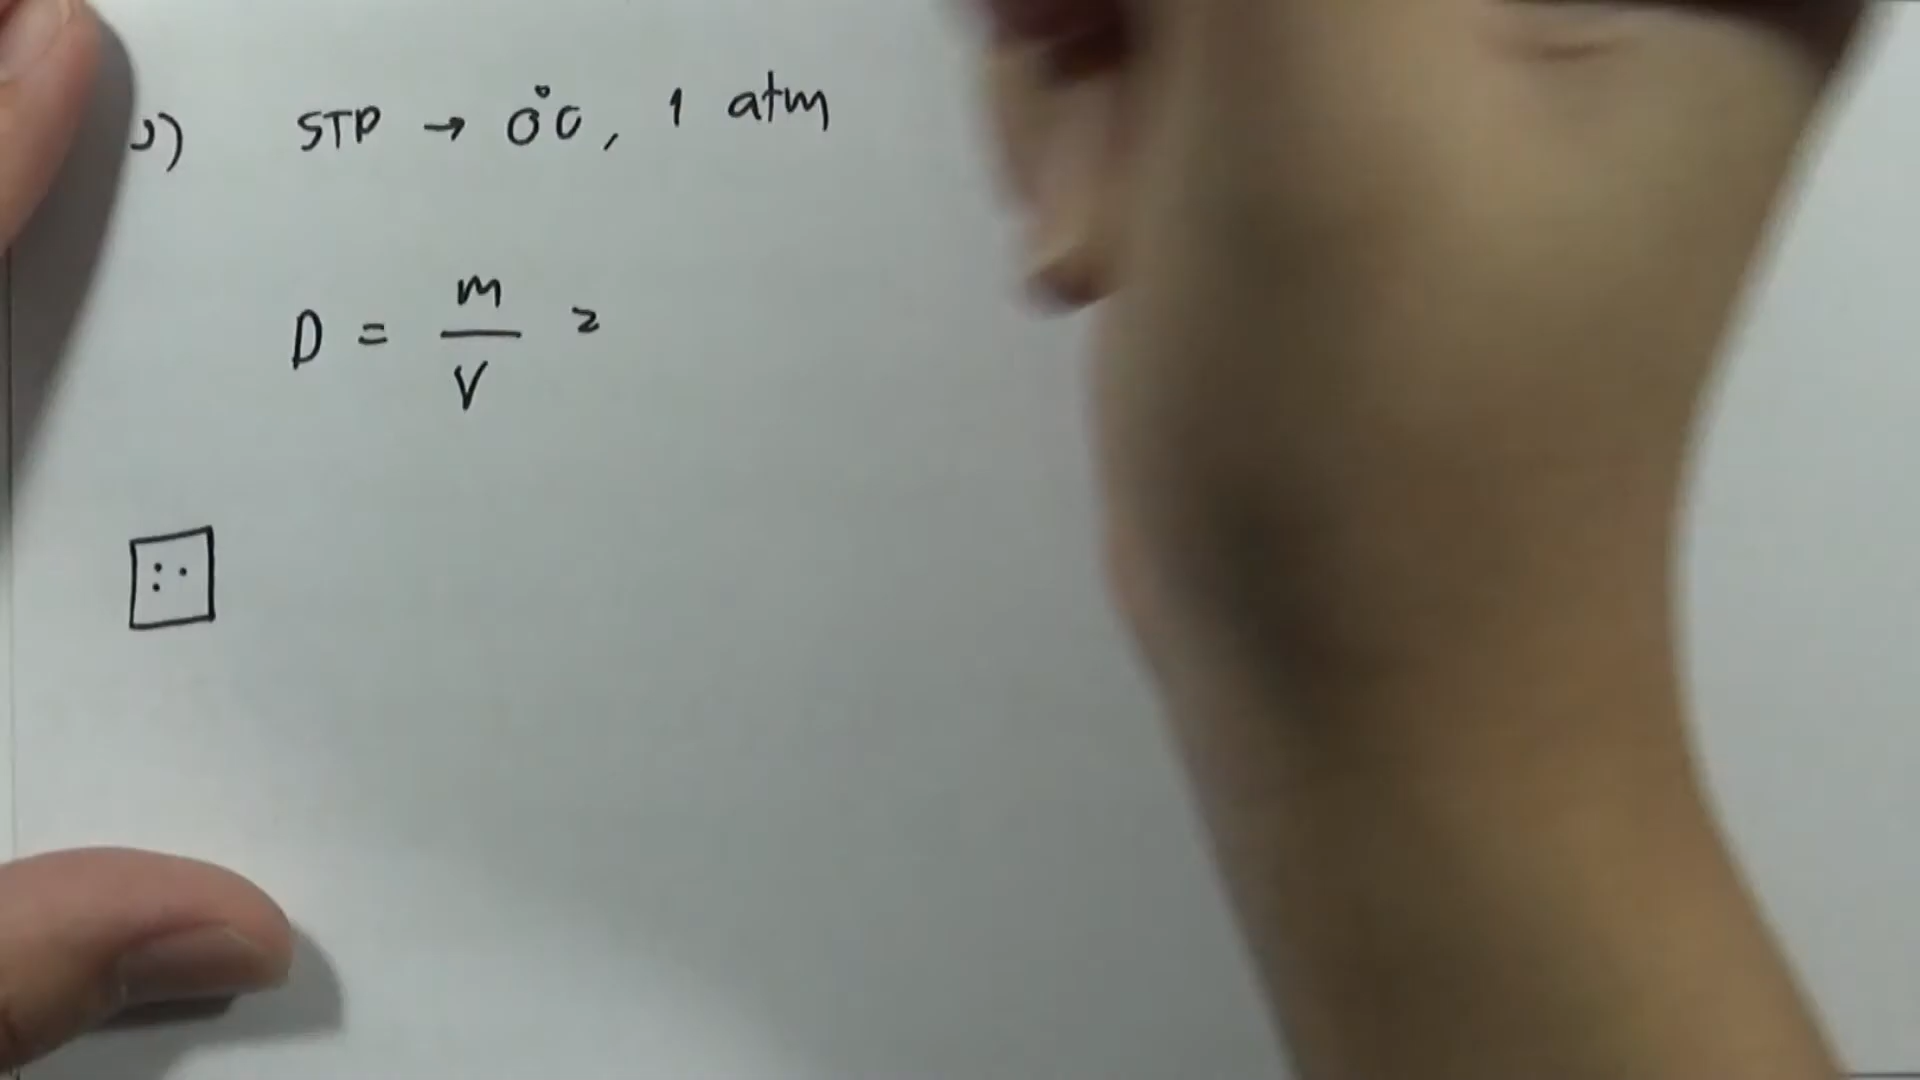 STP → 0°C, 1 atm
D = m/V =